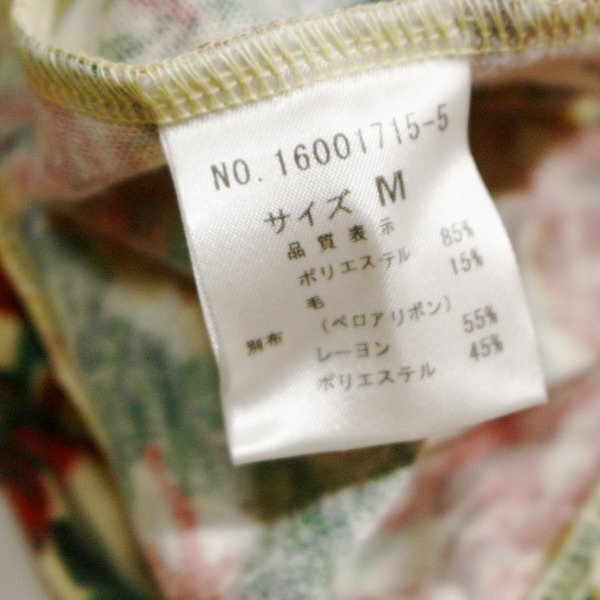 NO. 16001715-5
サイズ M
品質表示
ポリエステル 85%
毛 15%
別布 (ベロアリボン)
レーヨン 55%
ポリエステル 45%